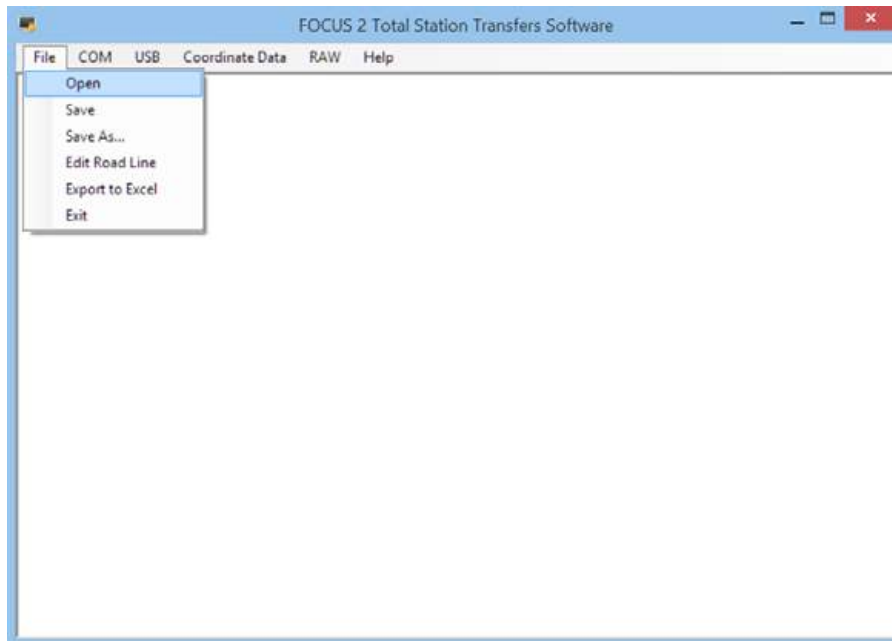 FOCUS 2 Total Station Transfers Software
File COM USB Coordinate Data RAW Help
Open
Save
Save As...
Edit Road Line
Export to Excel
Exit